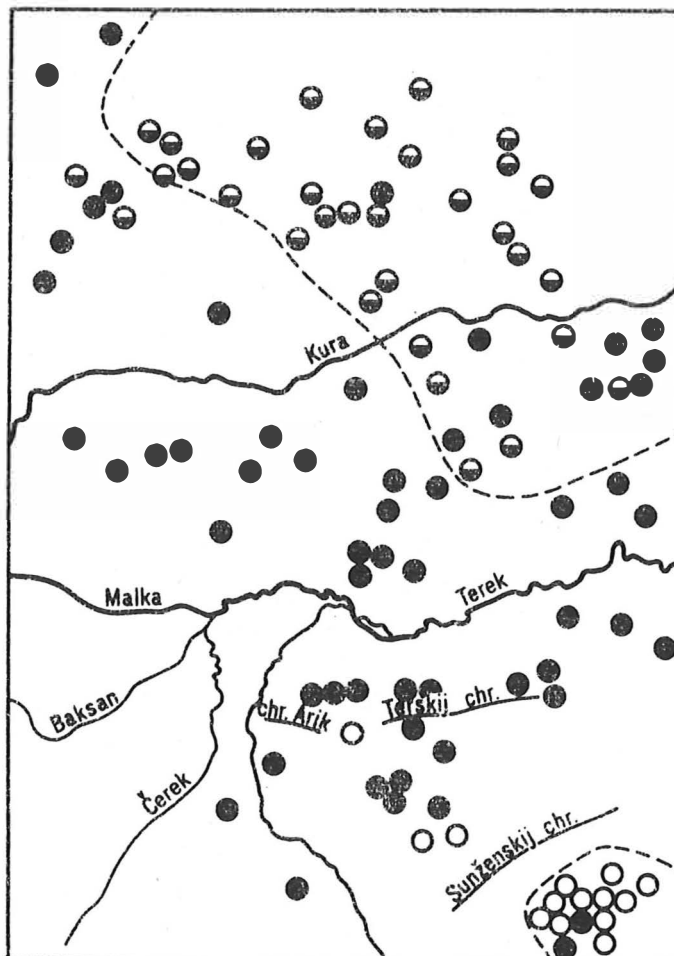 Kura
Malka
Terek
Baksan
chr. Arik
Terskij chr.
Čerek
Sunženskij chr.